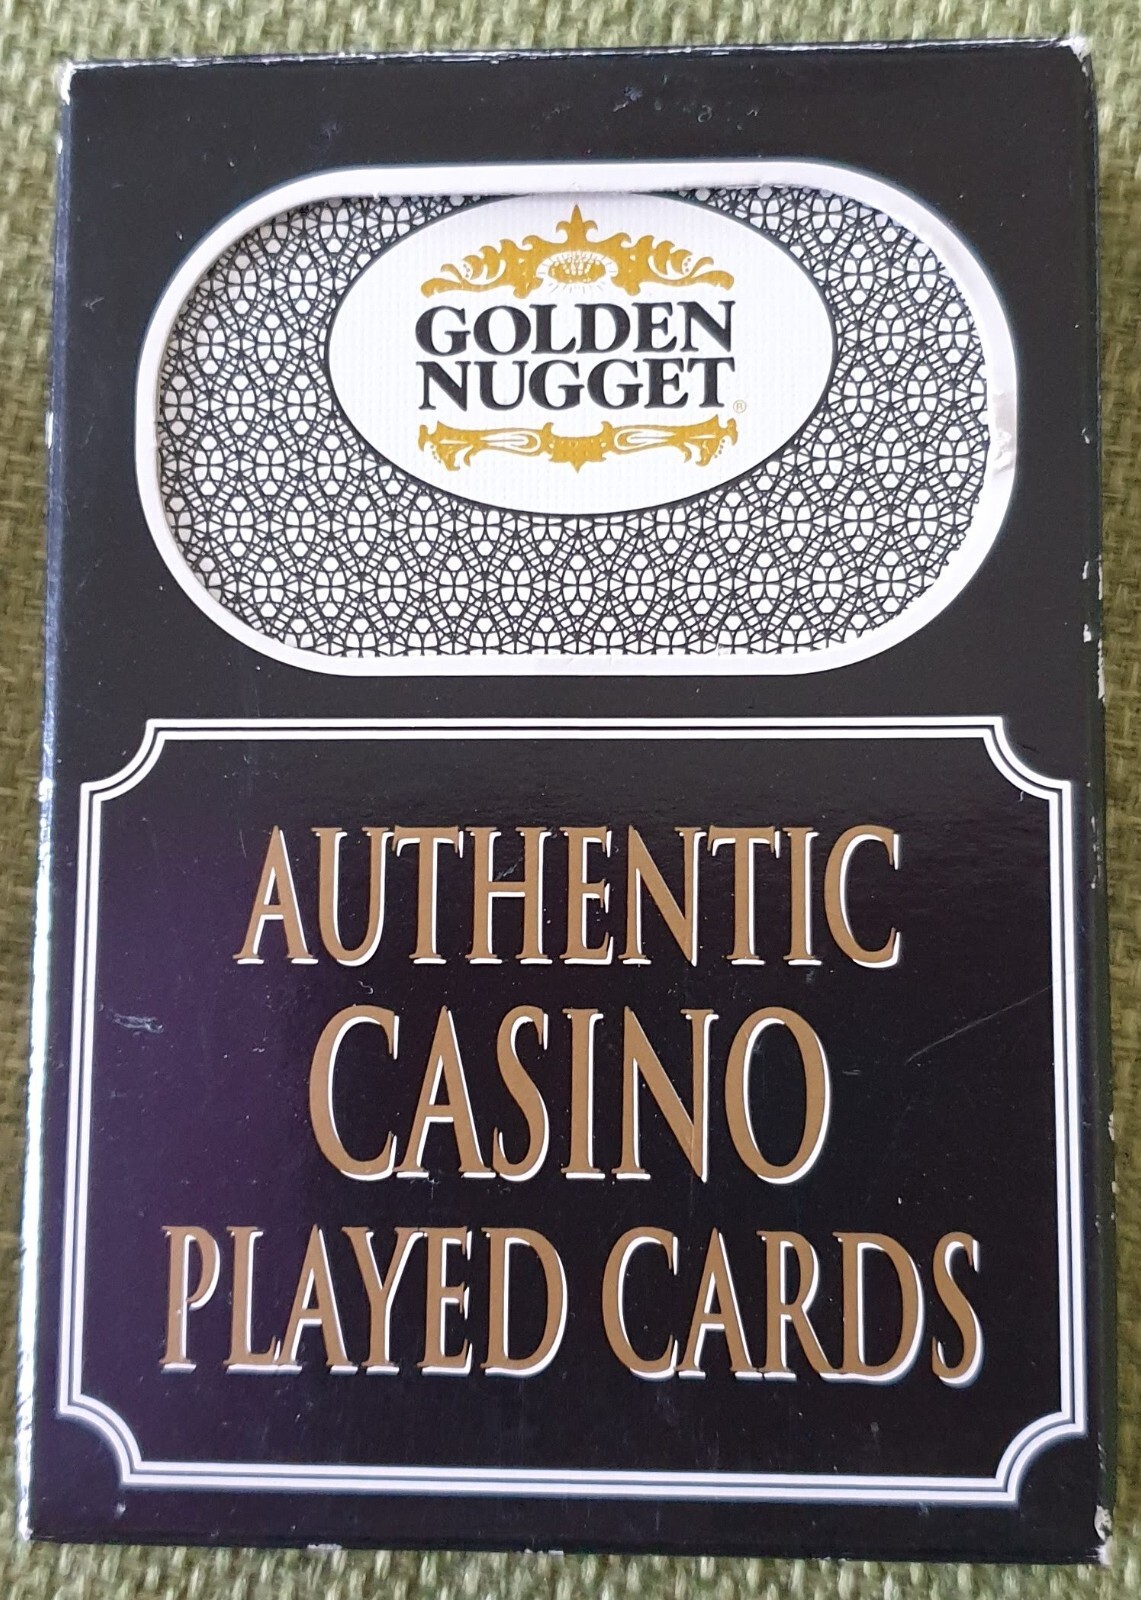 GOLDEN
NUGGET®
AUTHENTIC
CASINO
PLAYED CARDS